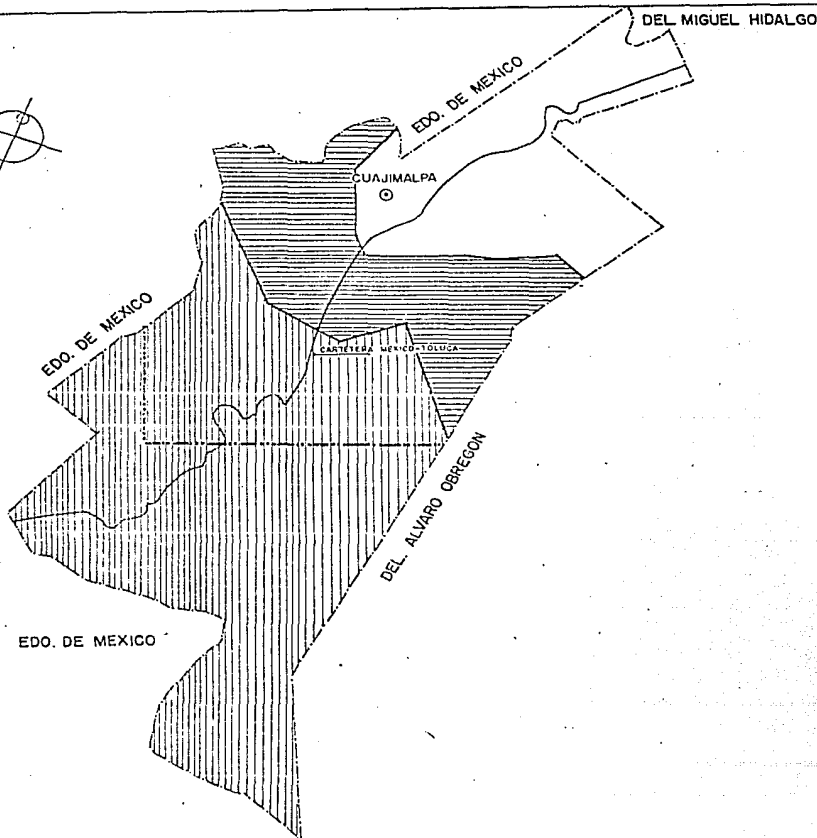 DEL MIGUEL HIDALGO
EDO. DE MEXICO
CUAJIMALPA
EDO. DE MEXICO
CARRETERA MEXICO-TOLUCA
DEL. ALVARO OBREGON
EDO. DE MEXICO